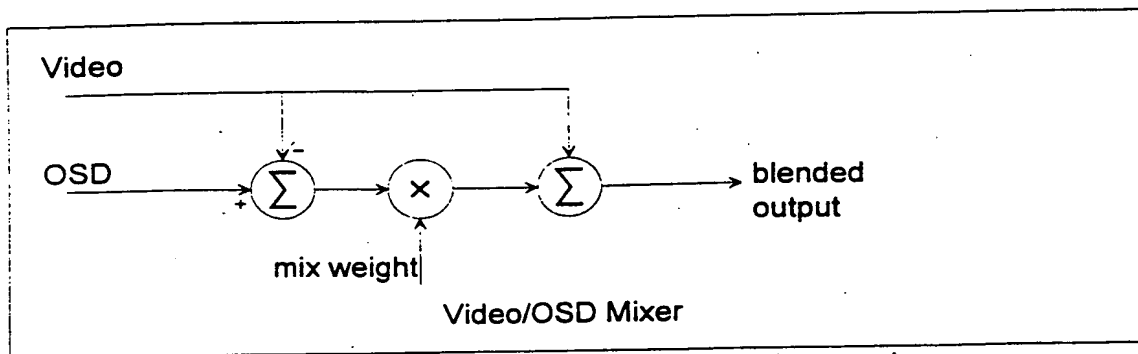 Video
-
OSD
+
Σ
×
Σ
blended
output
mix weight
Video/OSD Mixer